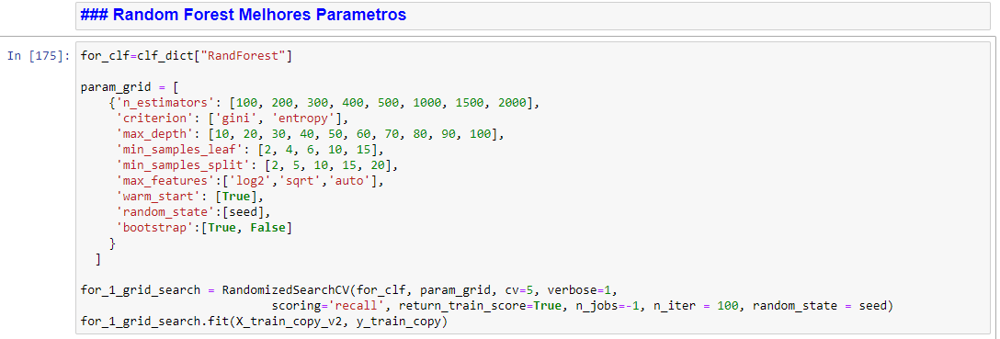 ### Random Forest Melhores Parametros
In [175]: for_clf=clf_dict["RandForest"]
param_grid = [
    {'n_estimators': [100, 200, 300, 400, 500, 1000, 1500, 2000],
     'criterion': ['gini', 'entropy'],
     'max_depth': [10, 20, 30, 40, 50, 60, 70, 80, 90, 100],
     'min_samples_leaf': [2, 4, 6, 10, 15],
     'min_samples_split': [2, 5, 10, 15, 20],
     'max_features':['log2','sqrt','auto'],
     'warm_start': [True],
     'random_state':[seed],
     'bootstrap':[True, False]
    }
  ]
for_1_grid_search = RandomizedSearchCV(for_clf, param_grid, cv=5, verbose=1,
                           scoring='recall', return_train_score=True, n_jobs=-1, n_iter = 100, random_state = seed)
for_1_grid_search.fit(X_train_copy_v2, y_train_copy)